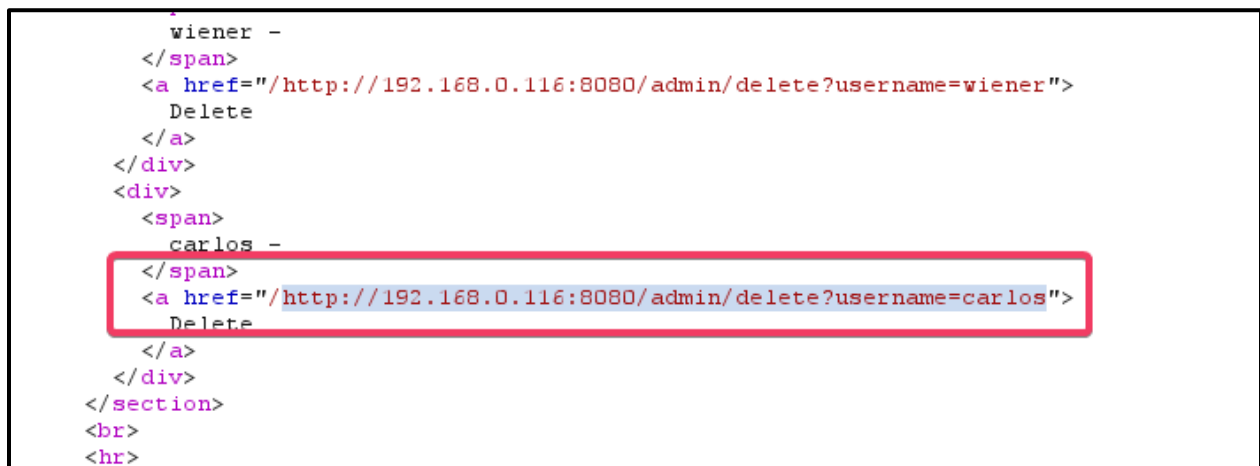 wiener -
</span>
<a href="/http://192.168.0.116:8080/admin/delete?username=wiener">
Delete
</a>
</div>
<div>
<span>
carlos -
</span>
<a href="/http://192.168.0.116:8080/admin/delete?username=carlos">
Delete
</a>
</div>
</section>
<br>
<hr>